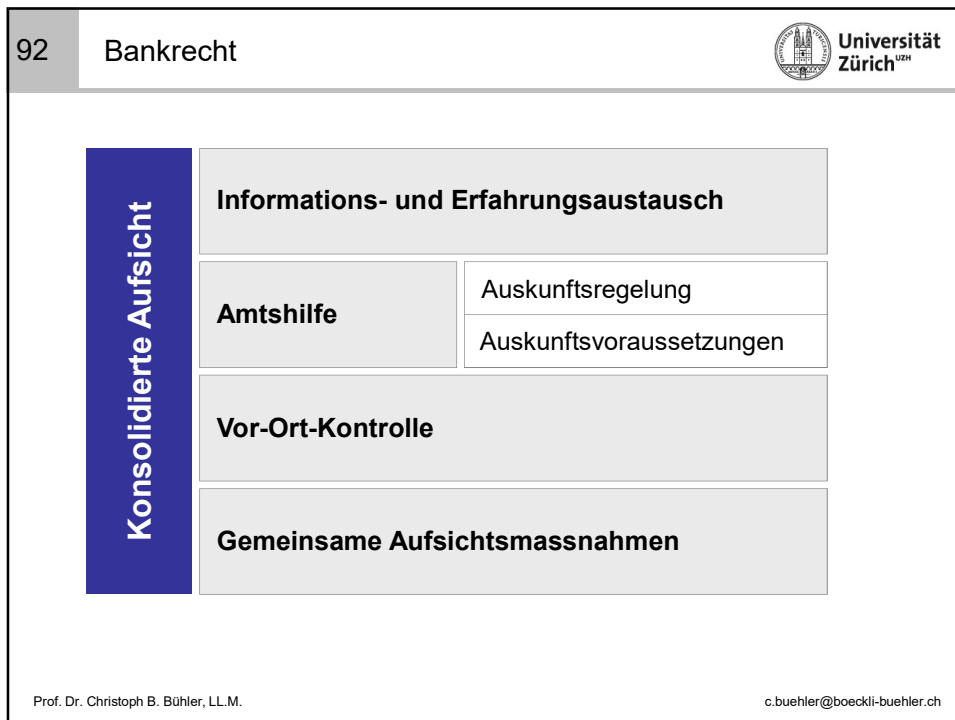 92
Bankrecht
Universität
Zürich UZH
Konsolidierte Aufsicht
Informations- und Erfahrungsaustausch
Amtshilfe
Auskunftsregelung
Auskunftsvoraussetzungen
Vor-Ort-Kontrolle
Gemeinsame Aufsichtsmassnahmen
Prof. Dr. Christoph B. Bühler, LL.M.
c.buehler@boeckli-buehler.ch